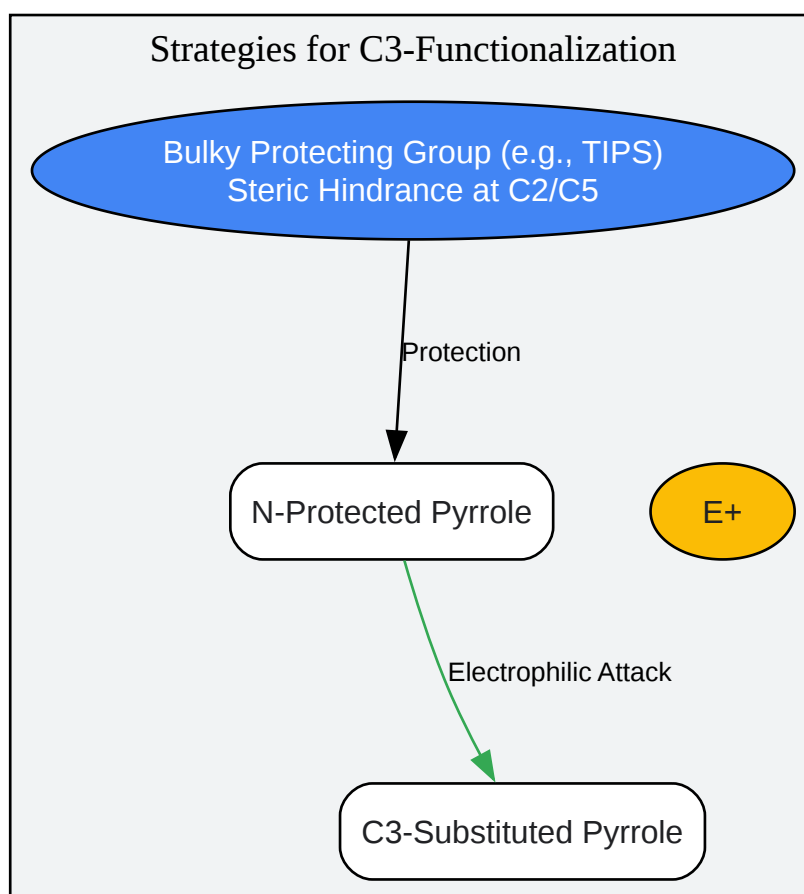 Strategies for C3-Functionalization
Bulky Protecting Group (e.g., TIPS)
Steric Hindrance at C2/C5
Protection
N-Protected Pyrrole
E+
Electrophilic Attack
C3-Substituted Pyrrole